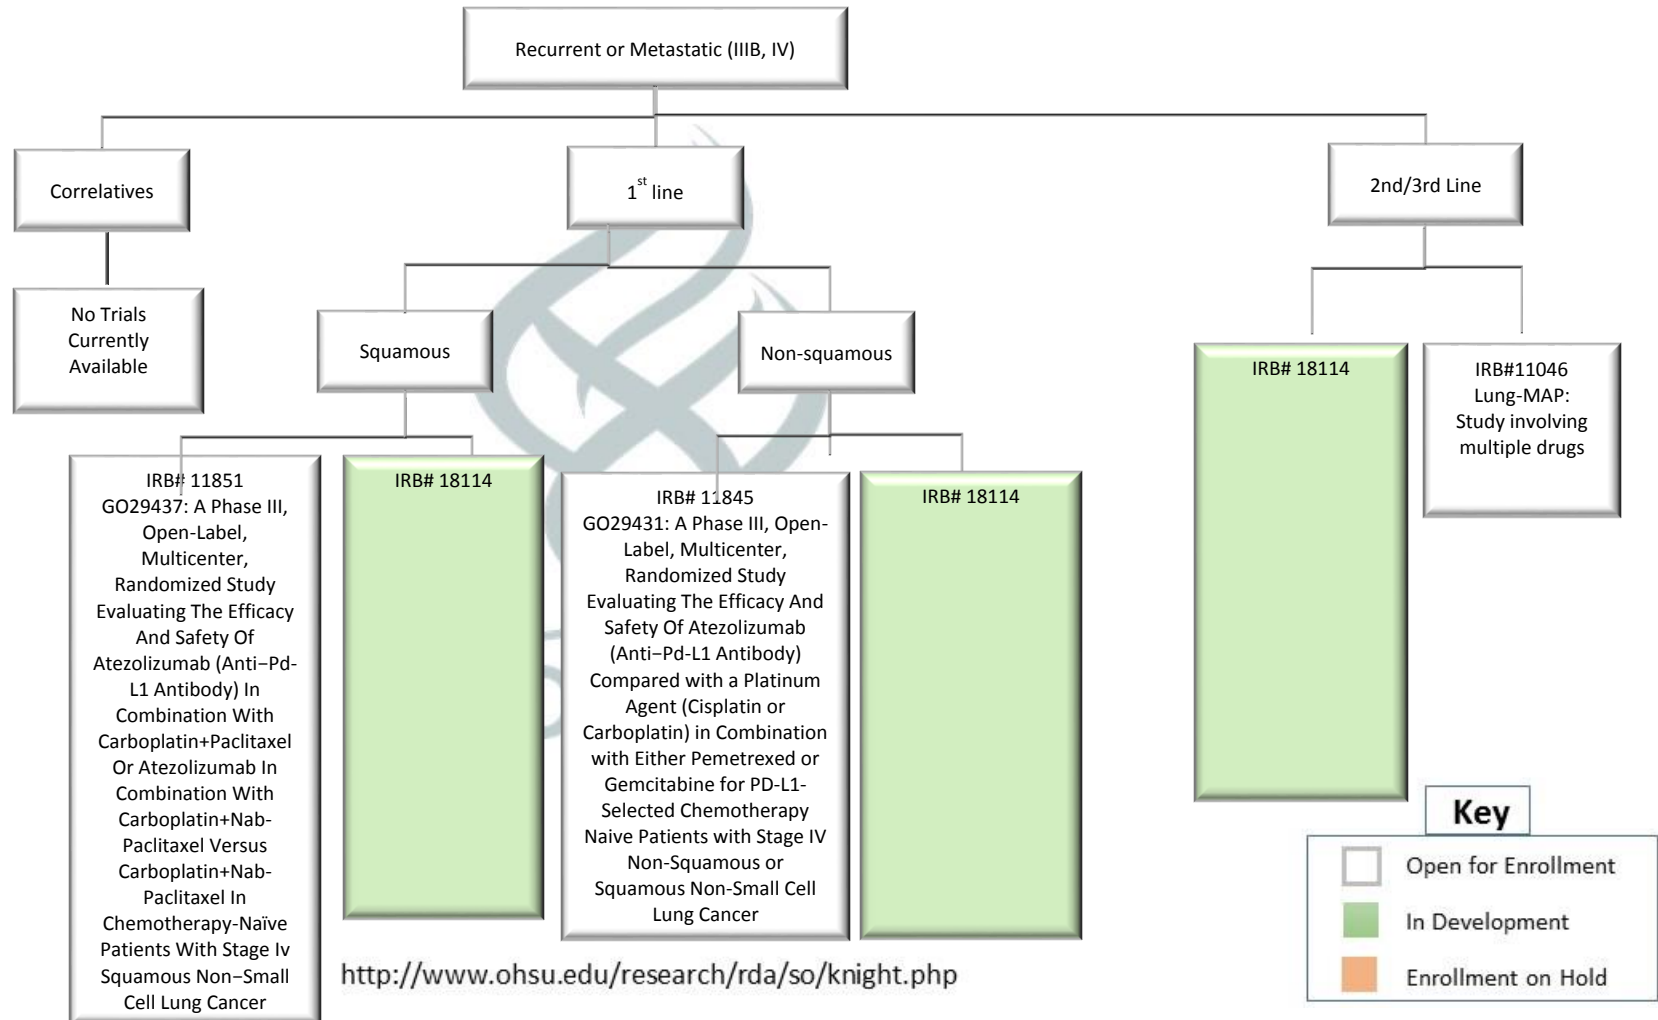 Recurrent or Metastatic (IIIB, IV)
Correlatives
1st line
2nd/3rd Line
No Trials
Currently
Available
Squamous
Non-squamous
IRB# 11851
GO29437: A Phase III,
Open-Label,
Multicenter,
Randomized Study
Evaluating The Efficacy
And Safety Of
Atezolizumab (Anti−Pd-
L1 Antibody) In
Combination With
Carboplatin+Paclitaxel
Or Atezolizumab In
Combination With
Carboplatin+Nab-
Paclitaxel Versus
Carboplatin+Nab-
Paclitaxel In
Chemotherapy-Naïve
Patients With Stage Iv
Squamous Non−Small
Cell Lung Cancer
IRB# 18114
IRB# 11845
GO29431: A Phase III, Open-
Label, Multicenter,
Randomized Study
Evaluating The Efficacy And
Safety Of Atezolizumab
(Anti−Pd-L1 Antibody)
Compared with a Platinum
Agent (Cisplatin or
Carboplatin) in Combination
with Either Pemetrexed or
Gemcitabine for PD-L1-
Selected Chemotherapy
Naive Patients with Stage IV
Non-Squamous or
Squamous Non-Small Cell
Lung Cancer
IRB# 18114
IRB# 18114
IRB#11046
Lung-MAP:
Study involving
multiple drugs
Key
Open for Enrollment
In Development
Enrollment on Hold
http://www.ohsu.edu/research/rda/so/knight.php